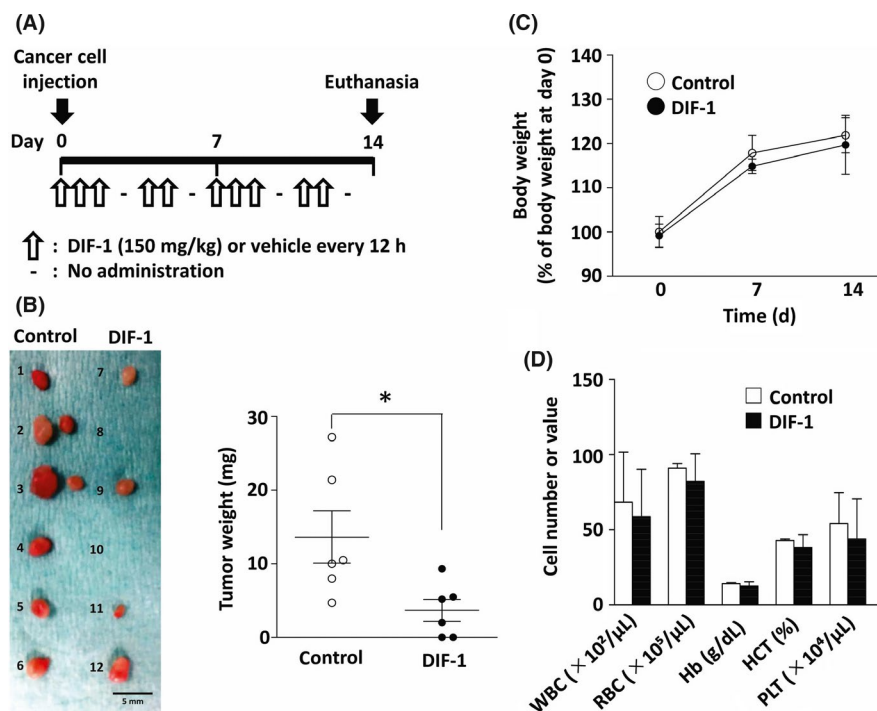 (A)
Cancer cell
injection
Euthanasia
Day 0 7 14
- - - -
: DIF-1 (150 mg/kg) or vehicle every 12 h
- : No administration
(B)
Control DIF-1
1 7
2 8
3 9
4 10
5 11
6 12
5 mm
Tumor weight (mg)
30
20
10
0
*
Control DIF-1
(C)
Body weight
(% of body weight at day 0)
130
120
110
100
90
Control
DIF-1
0 7 14
Time (d)
(D)
Cell number or value
150
100
50
0
Control
DIF-1
WBC (×10²/μL)
RBC (×10⁵/μL)
Hb (g/dL)
HCT (%)
PLT (×10⁴/μL)